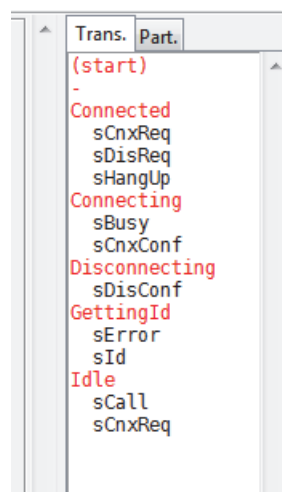 Trans. Part.
(start)
-
Connected
sCnxReq
sDisReq
sHangUp
Connecting
sBusy
sCnxConf
Disconnecting
sDisConf
GettingId
sError
sId
Idle
sCall
sCnxReq